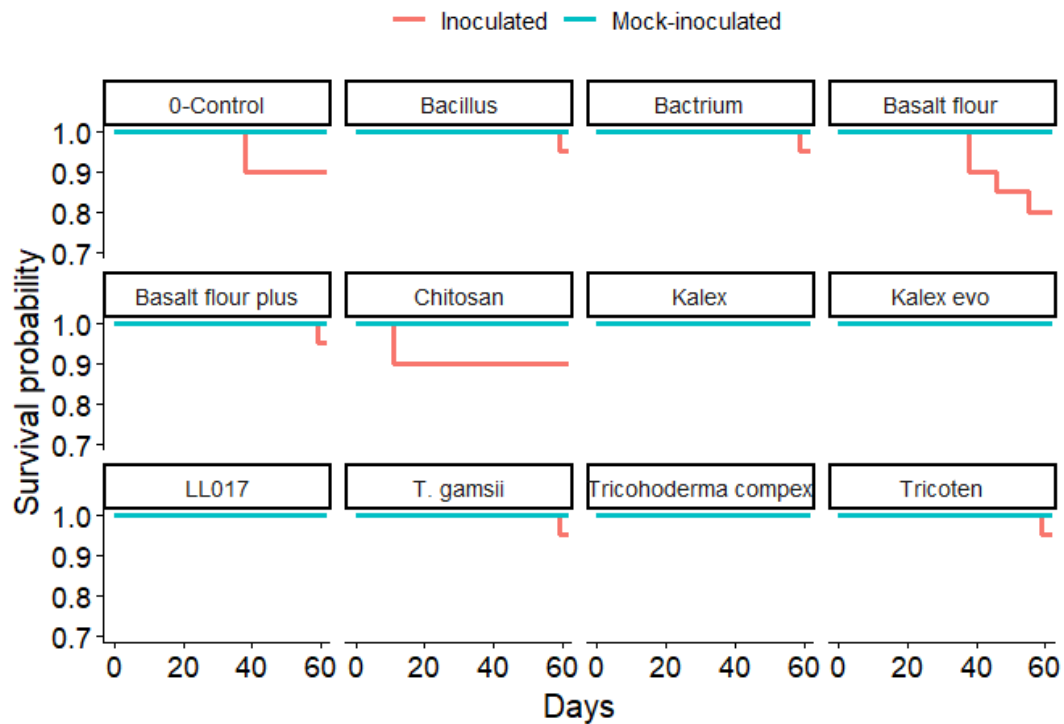 Inoculated Mock-inoculated
0-Control Bacillus Bactrium Basalt flour
1.0
0.9
0.8
0.7
Basalt flour plus Chitosan Kalex Kalex evo
1.0
0.9
0.8
0.7
LL017 T. gamsii Tricohoderma compex Tricoten
1.0
0.9
0.8
0.7
0 20 40 60 0 20 40 60 0 20 40 60 0 20 40 60
Days
Survival probability